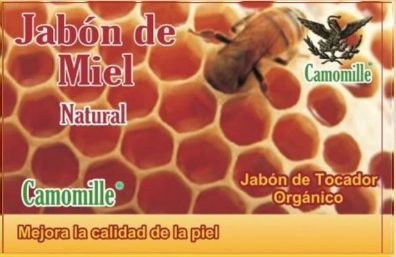 Jabón de
Miel
Natural
Camomille®
Camomille®
Jabón de Tocador
Orgánico
Mejora la calidad de la piel